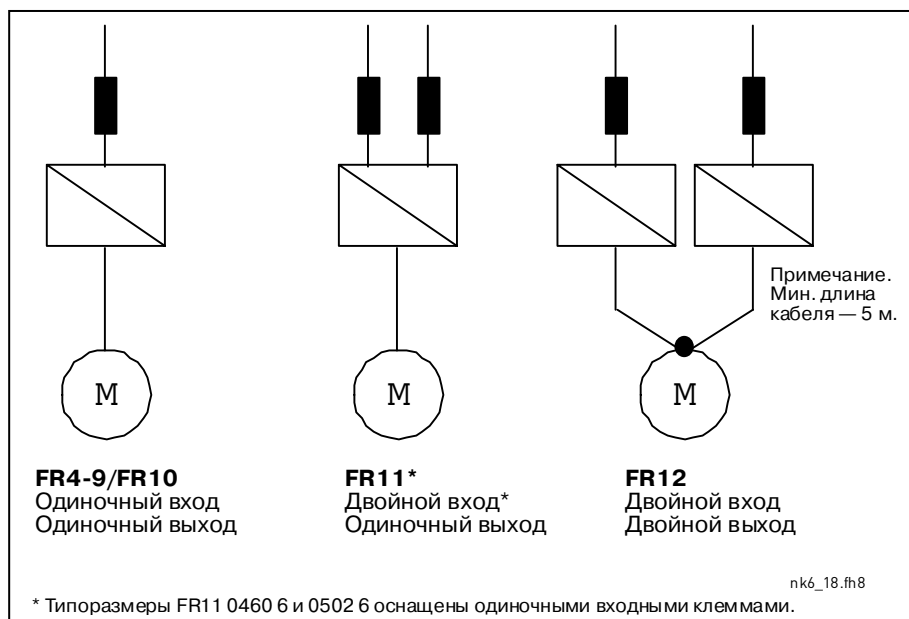 Примечание.
Мин. длина
кабеля — 5 м.
M
M
M
FR4-9/FR10
Одиночный вход
Одиночный выход
FR11*
Двойной вход*
Одиночный выход
FR12
Двойной вход
Двойной выход
nk6_18.fh8
* Типоразмеры FR11 0460 6 и 0502 6 оснащены одиночными входными клеммами.